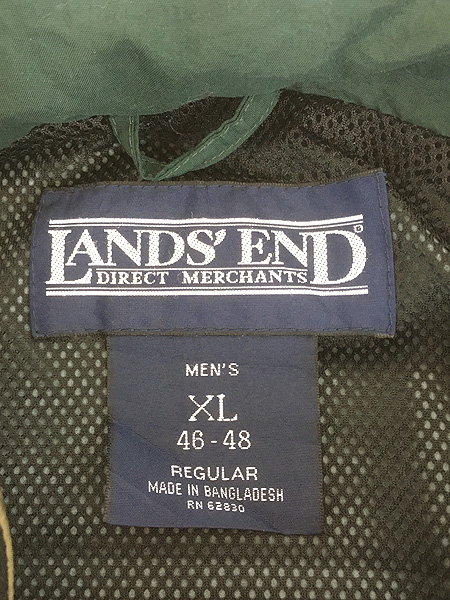 LANDS' END®
DIRECT MERCHANTS
MEN'S
XL
46 - 48
REGULAR
MADE IN BANGLADESH
RN 62830